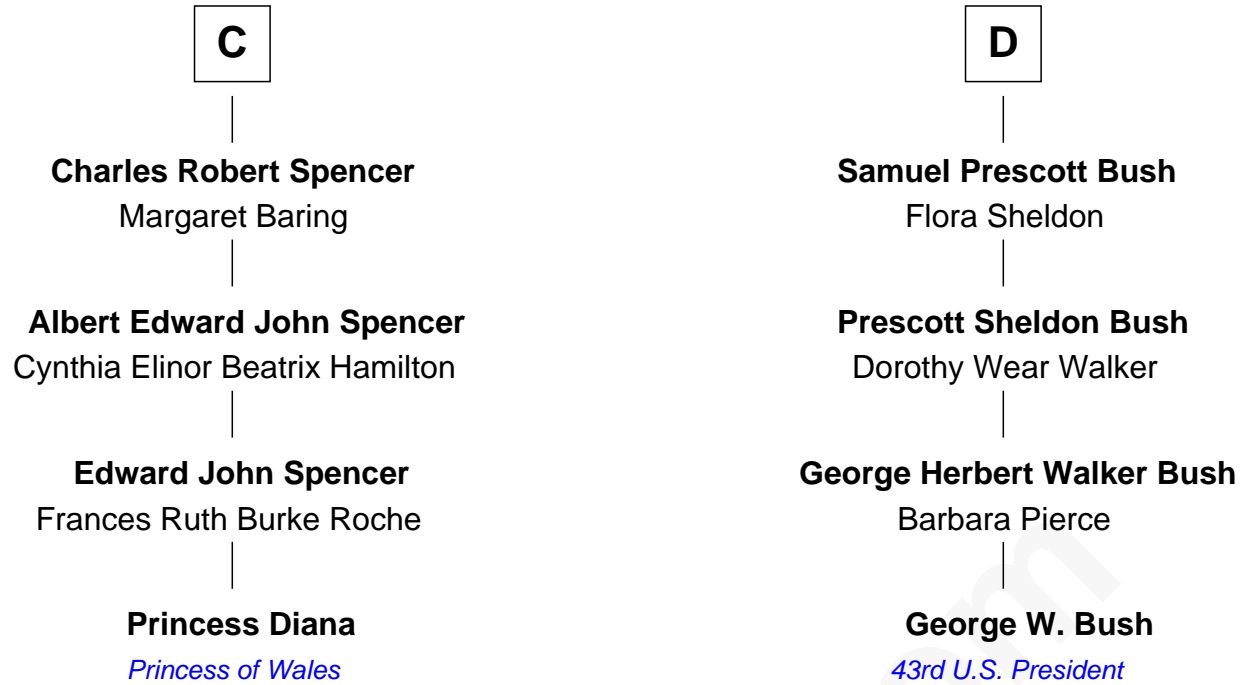 C
Charles Robert Spencer
Margaret Baring
Albert Edward John Spencer
Cynthia Elinor Beatrix Hamilton
Edward John Spencer
Frances Ruth Burke Roche
Princess Diana
Princess of Wales
D
Samuel Prescott Bush
Flora Sheldon
Prescott Sheldon Bush
Dorothy Wear Walker
George Herbert Walker Bush
Barbara Pierce
George W. Bush
43rd U.S. President